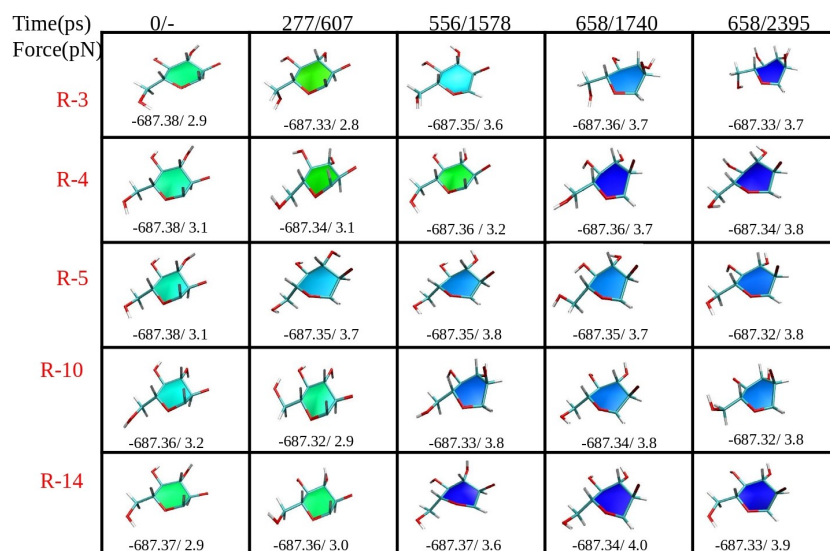 Time(ps) 0/- 277/607 556/1578 658/1740 658/2395
Force(pN)
R-3
-687.38/ 2.9 -687.33/ 2.8 -687.35/ 3.6 -687.36/ 3.7 -687.33/ 3.7
R-4
-687.38/ 3.1 -687.34/ 3.1 -687.36 / 3.2 -687.36/ 3.7 -687.34/ 3.8
R-5
-687.38/ 3.1 -687.35/ 3.7 -687.35/ 3.8 -687.35/ 3.7 -687.32/ 3.8
R-10
-687.36/ 3.2 -687.32/ 2.9 -687.33/ 3.8 -687.34/ 3.8 -687.32/ 3.8
R-14
-687.37/ 2.9 -687.36/ 3.0 -687.37/ 3.6 -687.34/ 4.0 -687.33/ 3.9